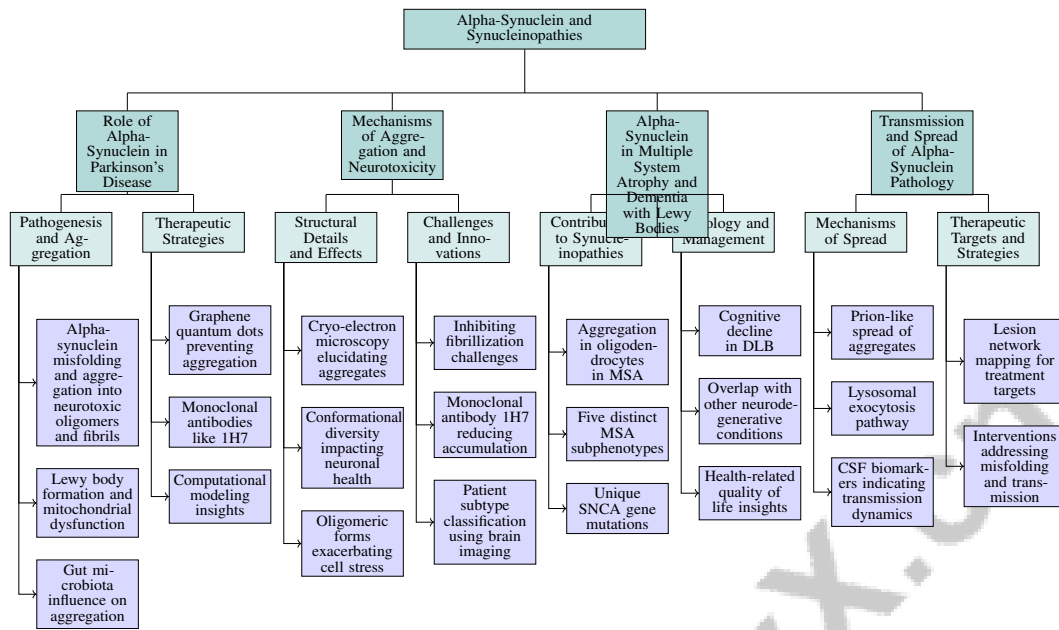 Alpha-Synuclein and
Synucleinopathies
Role of
Alpha-
Synuclein in
Parkinson's
Disease
Mechanisms
of Aggre-
gation and
Neurotoxicity
Alpha-
Synuclein
in Multiple
System
Atrophy and
Dementia
with Lewy
Bodies
Transmission
and Spread
of Alpha-
Synuclein
Pathology
Pathogenesis
and Ag-
gregation
Therapeutic
Strategies
Structural
Details
and Effects
Challenges
and Inno-
vations
to Synucle-
inopathies
Management
Mechanisms
of Spread
Therapeutic
Targets and
Strategies
Alpha-
synuclein
misfolding
and aggre-
gation into
neurotoxic
oligomers
and fibrils
Lewy body
formation and
mitochondrial
dysfunction
Gut mi-
crobiota
influence on
aggregation
Graphene
quantum dots
preventing
aggregation
Monoclonal
antibodies
like 1H7
Computational
modeling
insights
Cryo-electron
microscopy
elucidating
aggregates
Conformational
diversity
impacting
neuronal
health
Oligomeric
forms
exacerbating
cell stress
Inhibiting
fibrillization
challenges
Monoclonal
antibody 1H7
reducing
accumulation
Patient
subtype
classification
using brain
imaging
Aggregation
in oligoden-
drocytes
in MSA
Five distinct
MSA
subphenotypes
Unique
SNCA gene
mutations
Cognitive
decline
in DLB
Overlap with
other neurode-
generative
conditions
Health-related
quality of
life insights
Prion-like
spread of
aggregates
Lysosomal
exocytosis
pathway
CSF biomark-
ers indicating
transmission
dynamics
Lesion
network
mapping for
treatment
targets
Interventions
addressing
misfolding
and trans-
mission